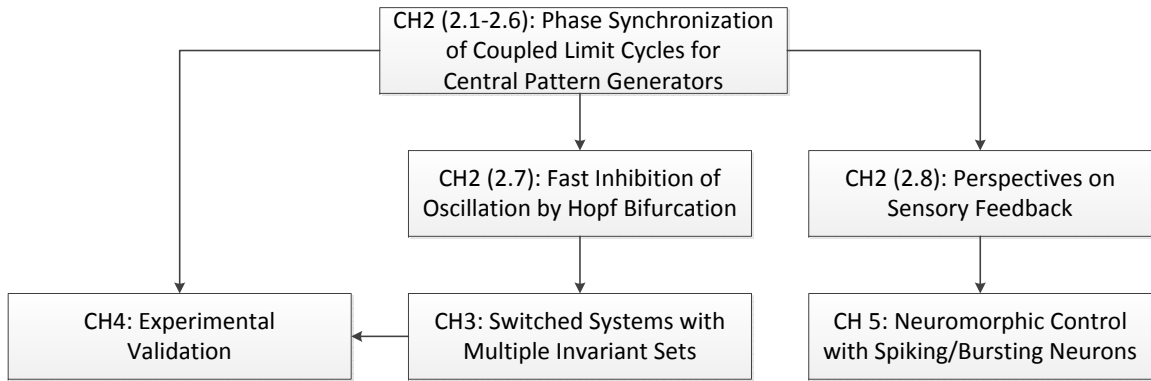 CH2 (2.1-2.6): Phase Synchronization
of Coupled Limit Cycles for
Central Pattern Generators
CH2 (2.7): Fast Inhibition of
Oscillation by Hopf Bifurcation
CH2 (2.8): Perspectives on
Sensory Feedback
CH4: Experimental
Validation
CH3: Switched Systems with
Multiple Invariant Sets
CH 5: Neuromorphic Control
with Spiking/Bursting Neurons